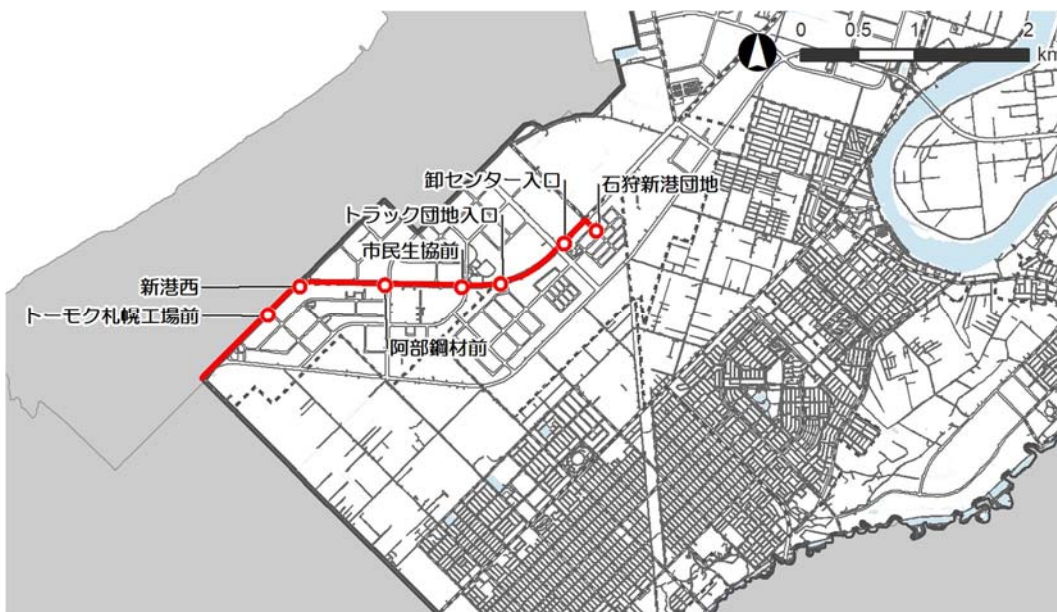 0 0.5 1 2
km
卸センター入口
石狩新港団地
トラック団地入口
市民生協前
新港西
トーモク札幌工場前
阿部鋼材前